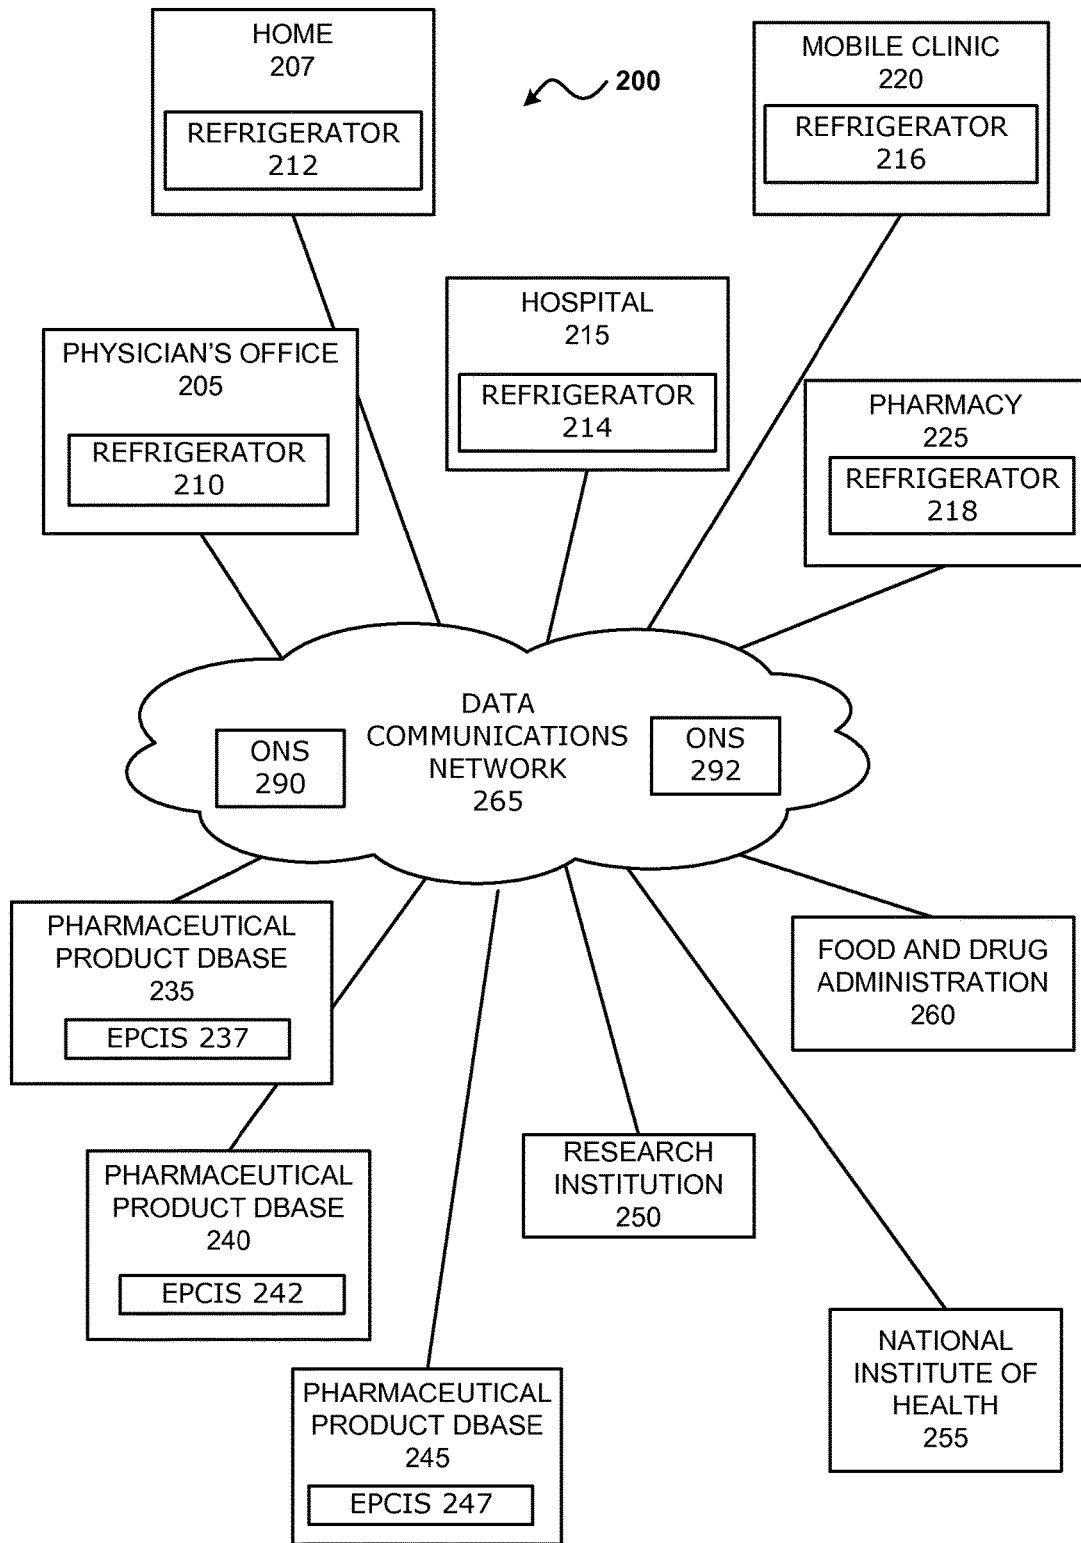 HOME
207
REFRIGERATOR
212
200
MOBILE CLINIC
220
REFRIGERATOR
216
HOSPITAL
215
REFRIGERATOR
214
PHYSICIAN'S OFFICE
205
REFRIGERATOR
210
PHARMACY
225
REFRIGERATOR
218
DATA
COMMUNICATIONS
NETWORK
265
ONS
290
ONS
292
PHARMACEUTICAL
PRODUCT DBASE
235
EPCIS 237
FOOD AND DRUG
ADMINISTRATION
260
PHARMACEUTICAL
PRODUCT DBASE
240
EPCIS 242
RESEARCH
INSTITUTION
250
PHARMACEUTICAL
PRODUCT DBASE
245
EPCIS 247
NATIONAL
INSTITUTE OF
HEALTH
255